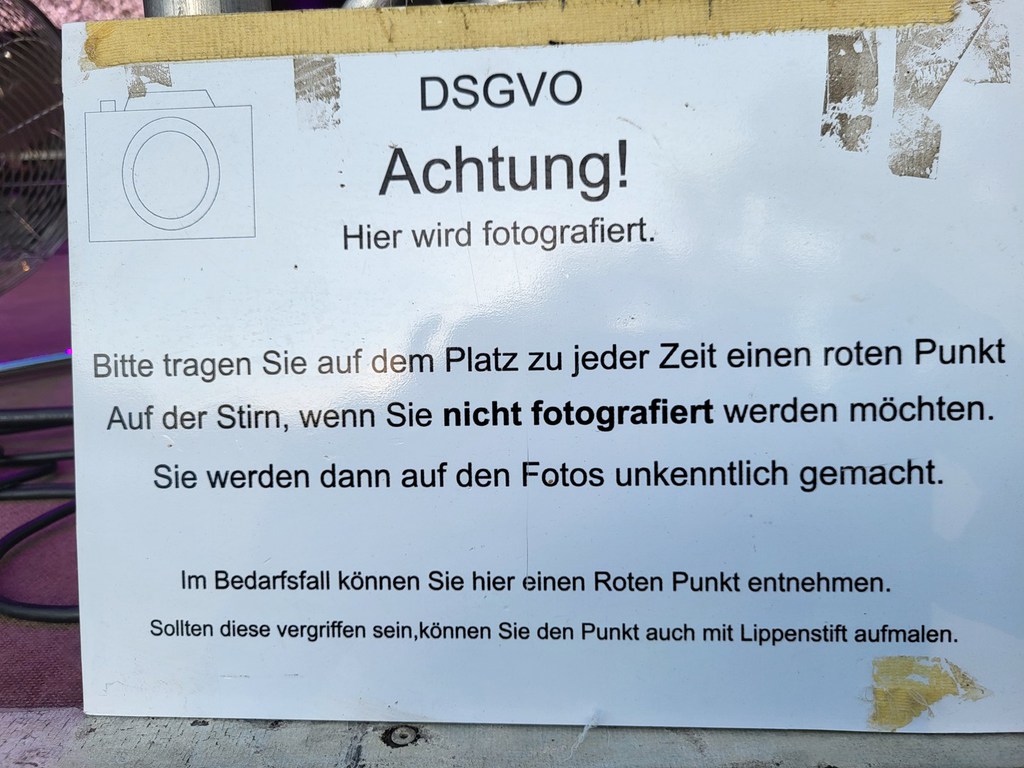 DSGVO
Achtung!
Hier wird fotografiert.
Bitte tragen Sie auf dem Platz zu jeder Zeit einen roten Punkt
Auf der Stirn, wenn Sie nicht fotografiert werden möchten.
Sie werden dann auf den Fotos unkenntlich gemacht.
Im Bedarfsfall können Sie hier einen Roten Punkt entnehmen.
Sollten diese vergriffen sein,können Sie den Punkt auch mit Lippenstift aufmalen.